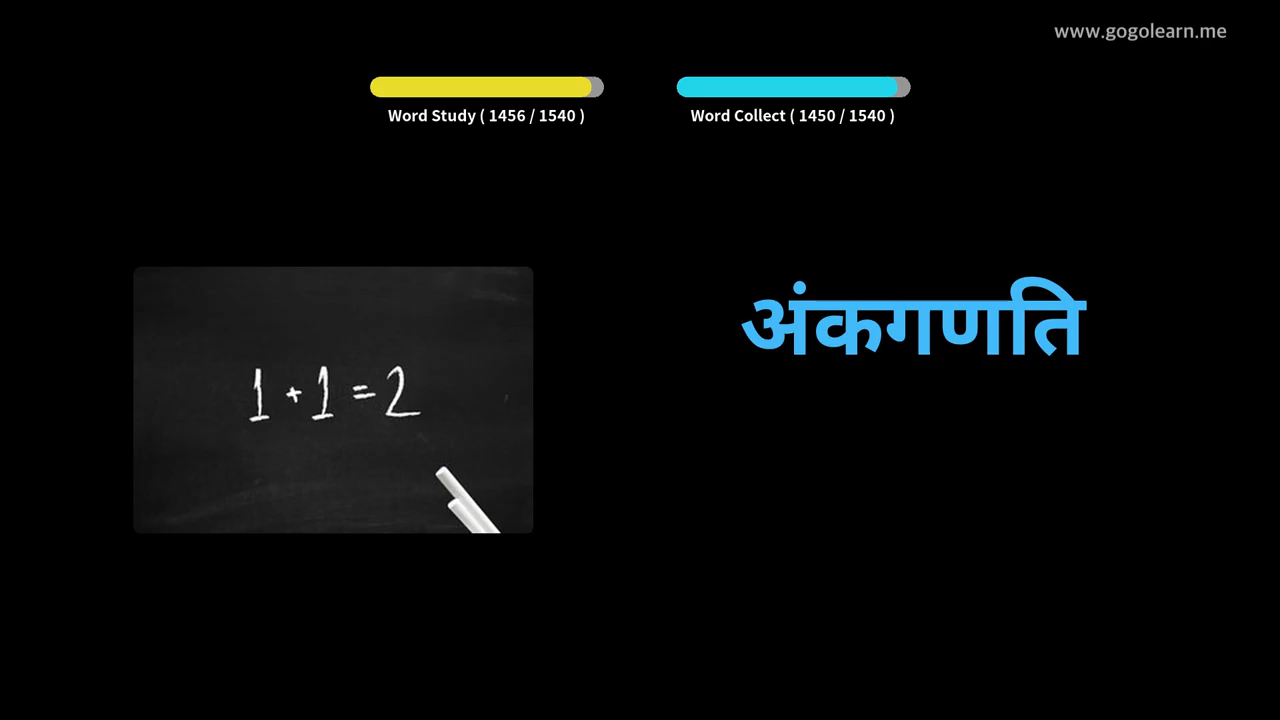 www.gogolearn.me
Word Study ( 1456 / 1540 )
Word Collect ( 1450 / 1540 )
अंकगणति
1 + 1 = 2